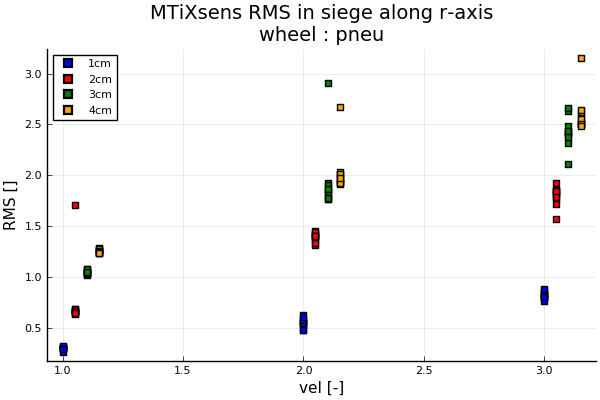 MTiXsens RMS in siege along r-axis
wheel : pneu
1cm
2cm
3cm
4cm
3.0
2.5
2.0
1.5
1.0
0.5
RMS []
1.0 1.5 2.0 2.5 3.0
vel [-]